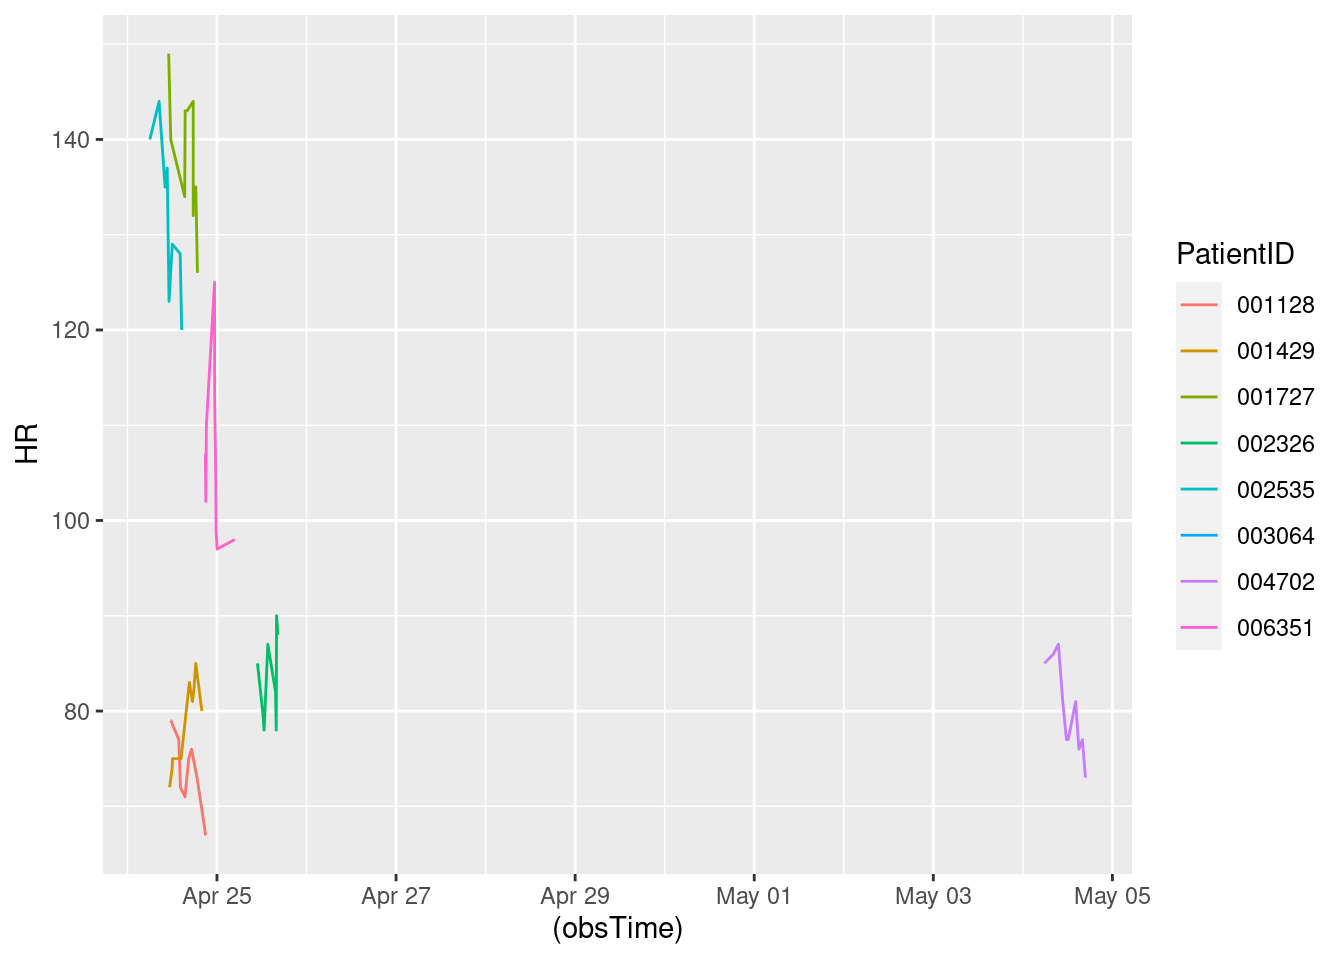 HR
140
120
100
80
Apr 25
Apr 27
Apr 29
May 01
May 03
May 05
(obsTime)
PatientID
001128
001429
001727
002326
002535
003064
004702
006351